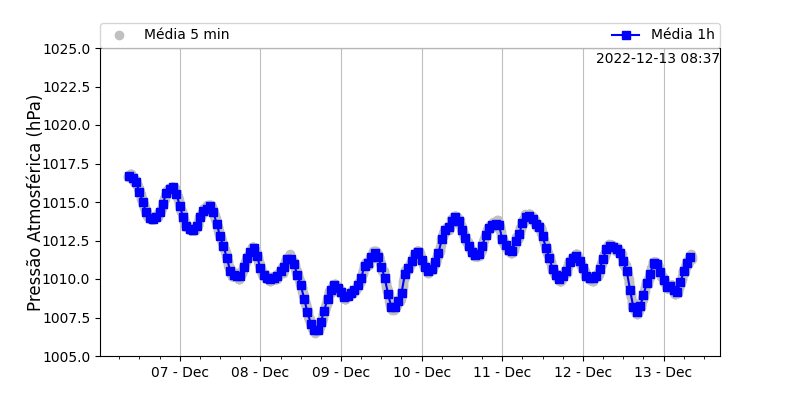 Média 5 min
Média 1h
2022-12-13 08:37
Pressão Atmosférica (hPa)
1025.0
1022.5
1020.0
1017.5
1015.0
1012.5
1010.0
1007.5
1005.0
07 - Dec
08 - Dec
09 - Dec
10 - Dec
11 - Dec
12 - Dec
13 - Dec